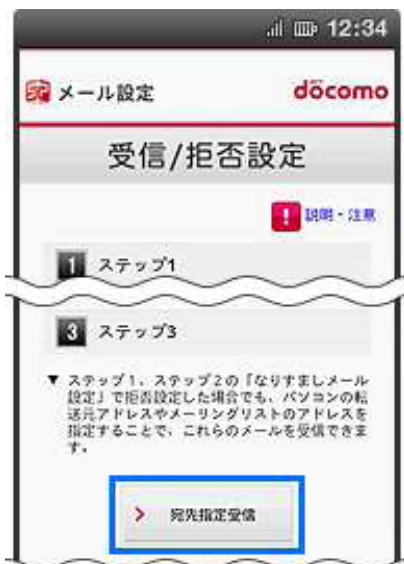 12:34
メール設定
döcomo
受信/拒否設定
! 説明・注意
1 ステップ1
3 ステップ3
▼ ステップ1、ステップ2の「なりすましメール
設定」で拒否設定した場合でも、パソコンの転
送元アドレスやメーリングリストのアドレスを
指定することで、これらのメールを受信できま
す。
> 宛先指定受信